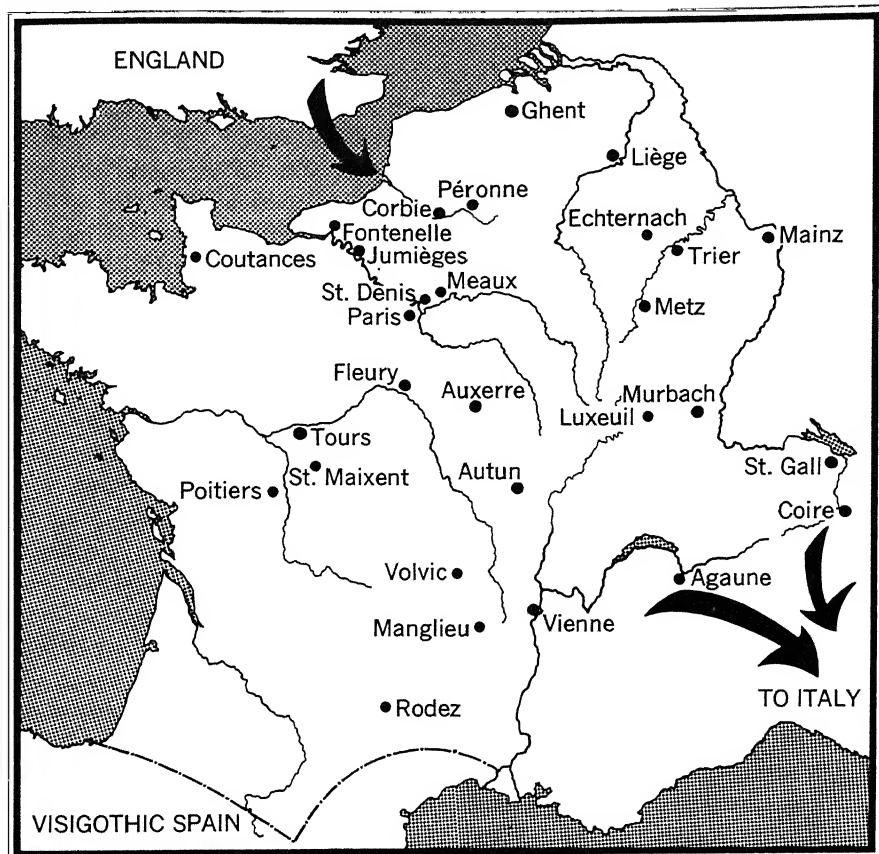 ENGLAND
Ghent
Liège
Péronne
Corbie
Echternach
Fontenelle
Mainz
Coutances
Jumièges
Trier
Meaux
St. Denis
Metz
Paris
Fleury
Auxerre
Murbach
Luxeuil
Tours
St. Maixent
Autun
St. Gall
Poitiers
Coire
Volvic
Agaune
Vienne
Manglieu
TO ITALY
Rodez
VISIGOTHIC SPAIN